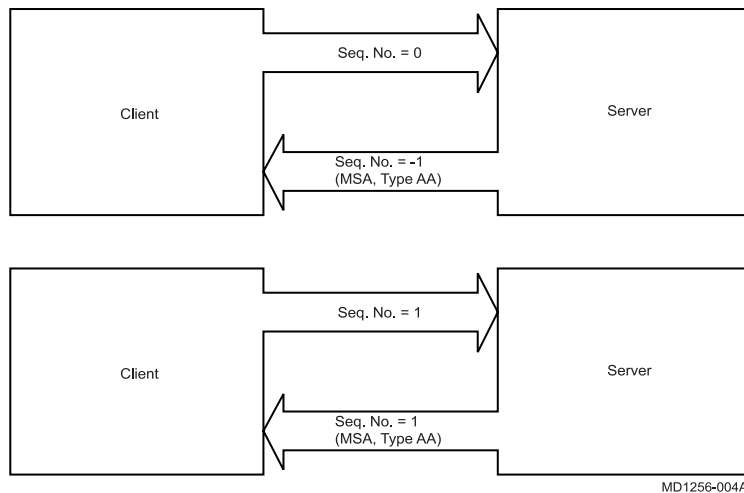 Seq. No. = 0
Client
Server
Seq. No. = -1
(MSA, Type AA)
Seq. No. = 1
Client
Server
Seq. No. = 1
(MSA, Type AA)
MD1256-004A